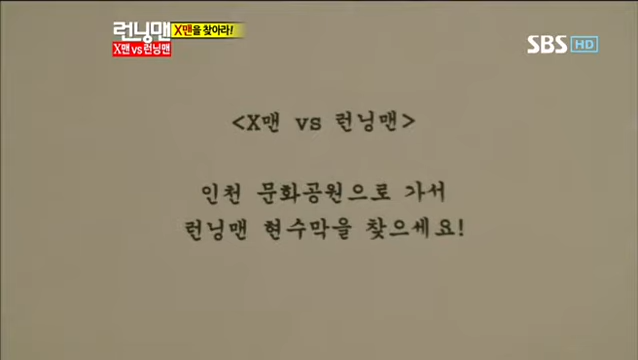 런닝맨 X맨을 찾아라!
X맨 vs 런닝맨
SBS HD
<X맨 vs 런닝맨>
인천 문화공원으로 가서
런닝맨 현수막을 찾으세요!